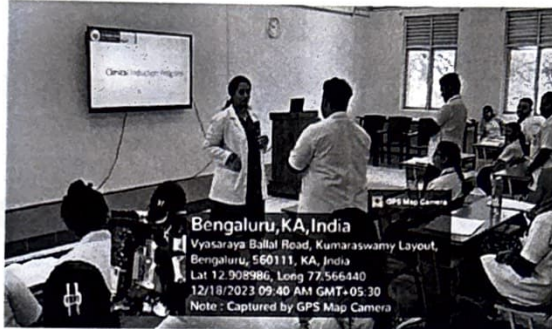 Clinical Induction Program
GPS Map Camera
Bengaluru,KA,India
Vyasaraya Ballal Road, Kumaraswamy Layout,
Bengaluru, 560111, KA, India
Lat 12.908986, Long 77.566440
12/18/2023 09:40 AM GMT+05:30
Note : Captured by GPS Map Camera